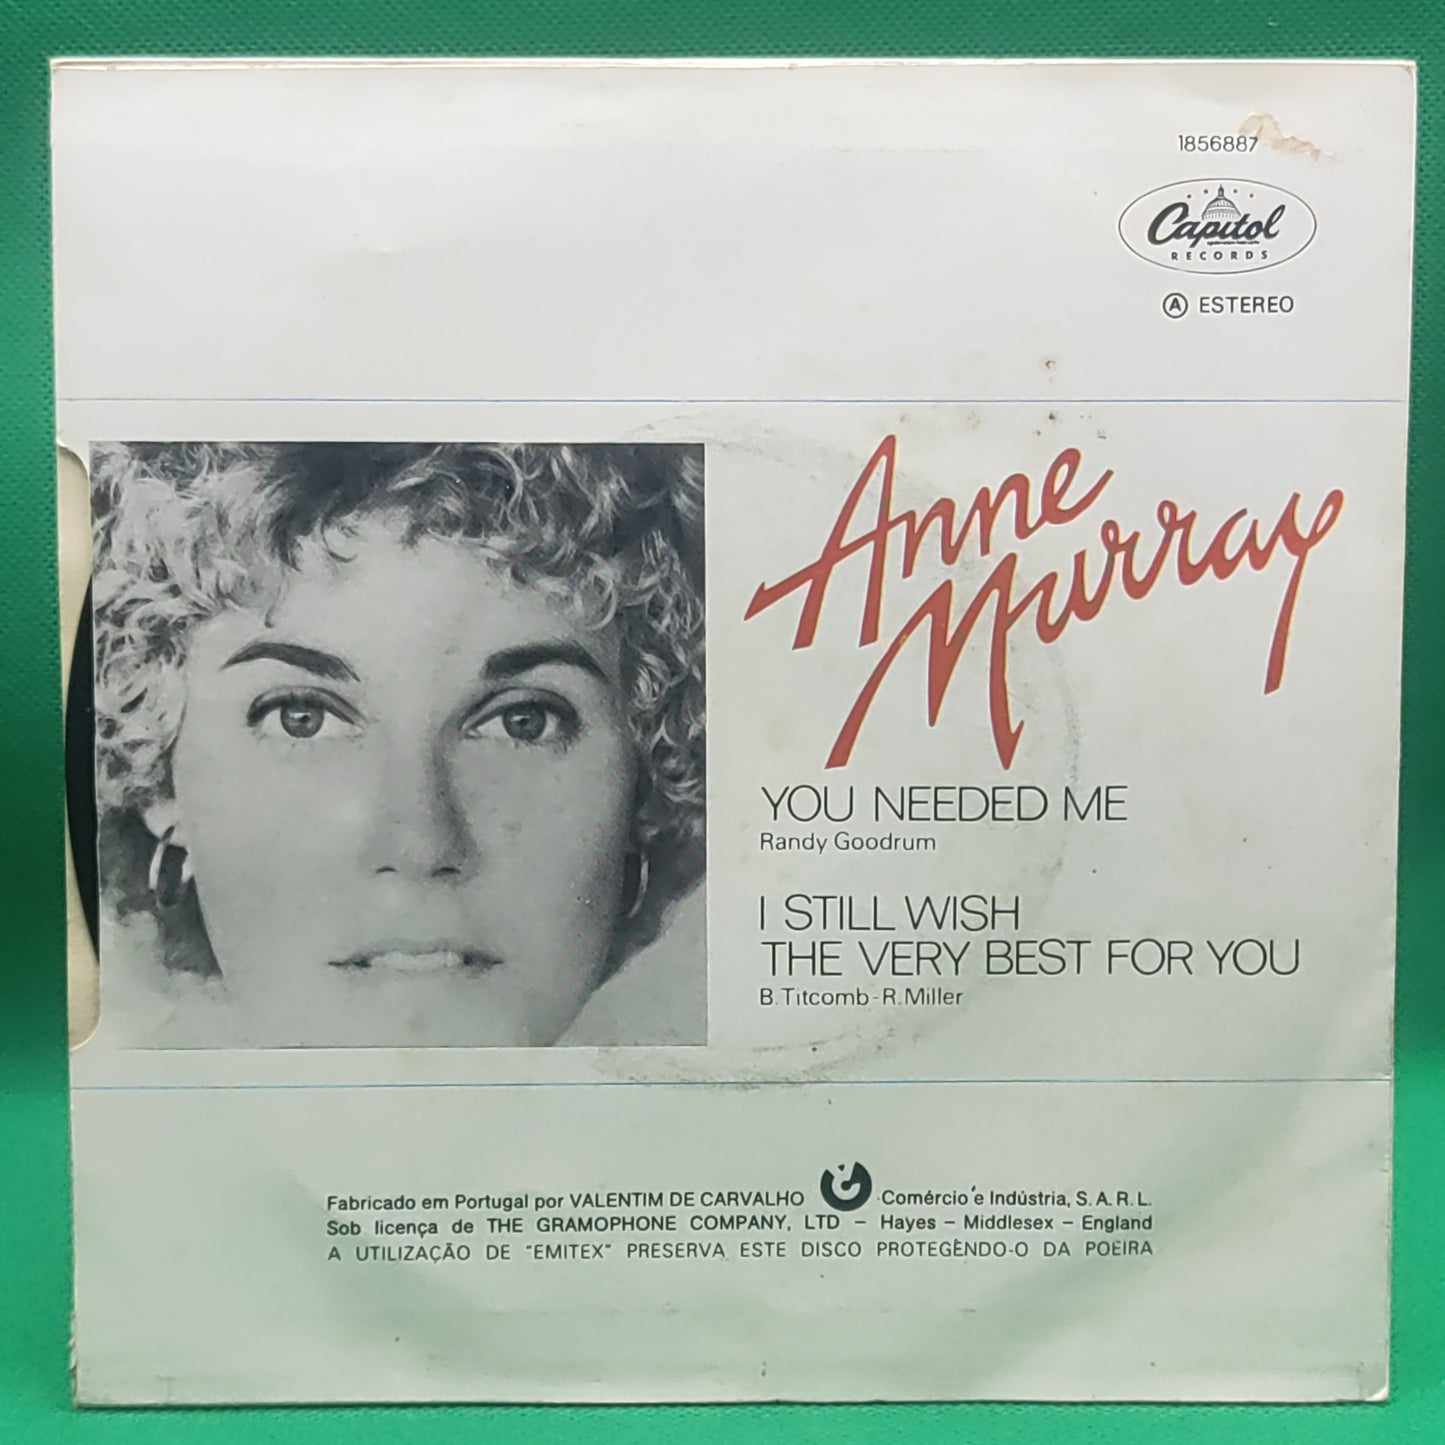 1856887
Capitol
RECORDS
Ⓐ ESTEREO
Anne
Murray
YOU NEEDED ME
Randy Goodrum
I STILL WISH
THE VERY BEST FOR YOU
B. Titcomb - R. Miller
Fabricado em Portugal por VALENTIM DE CARVALHO Comércio e Indústria, S.A.R.L.
Sob licença de THE GRAMOPHONE COMPANY, LTD – Hayes – Middlesex – England
A UTILIZAÇÃO DE "EMITEX" PRESERVA ESTE DISCO PROTEGÊNDO-O DA POEIRA